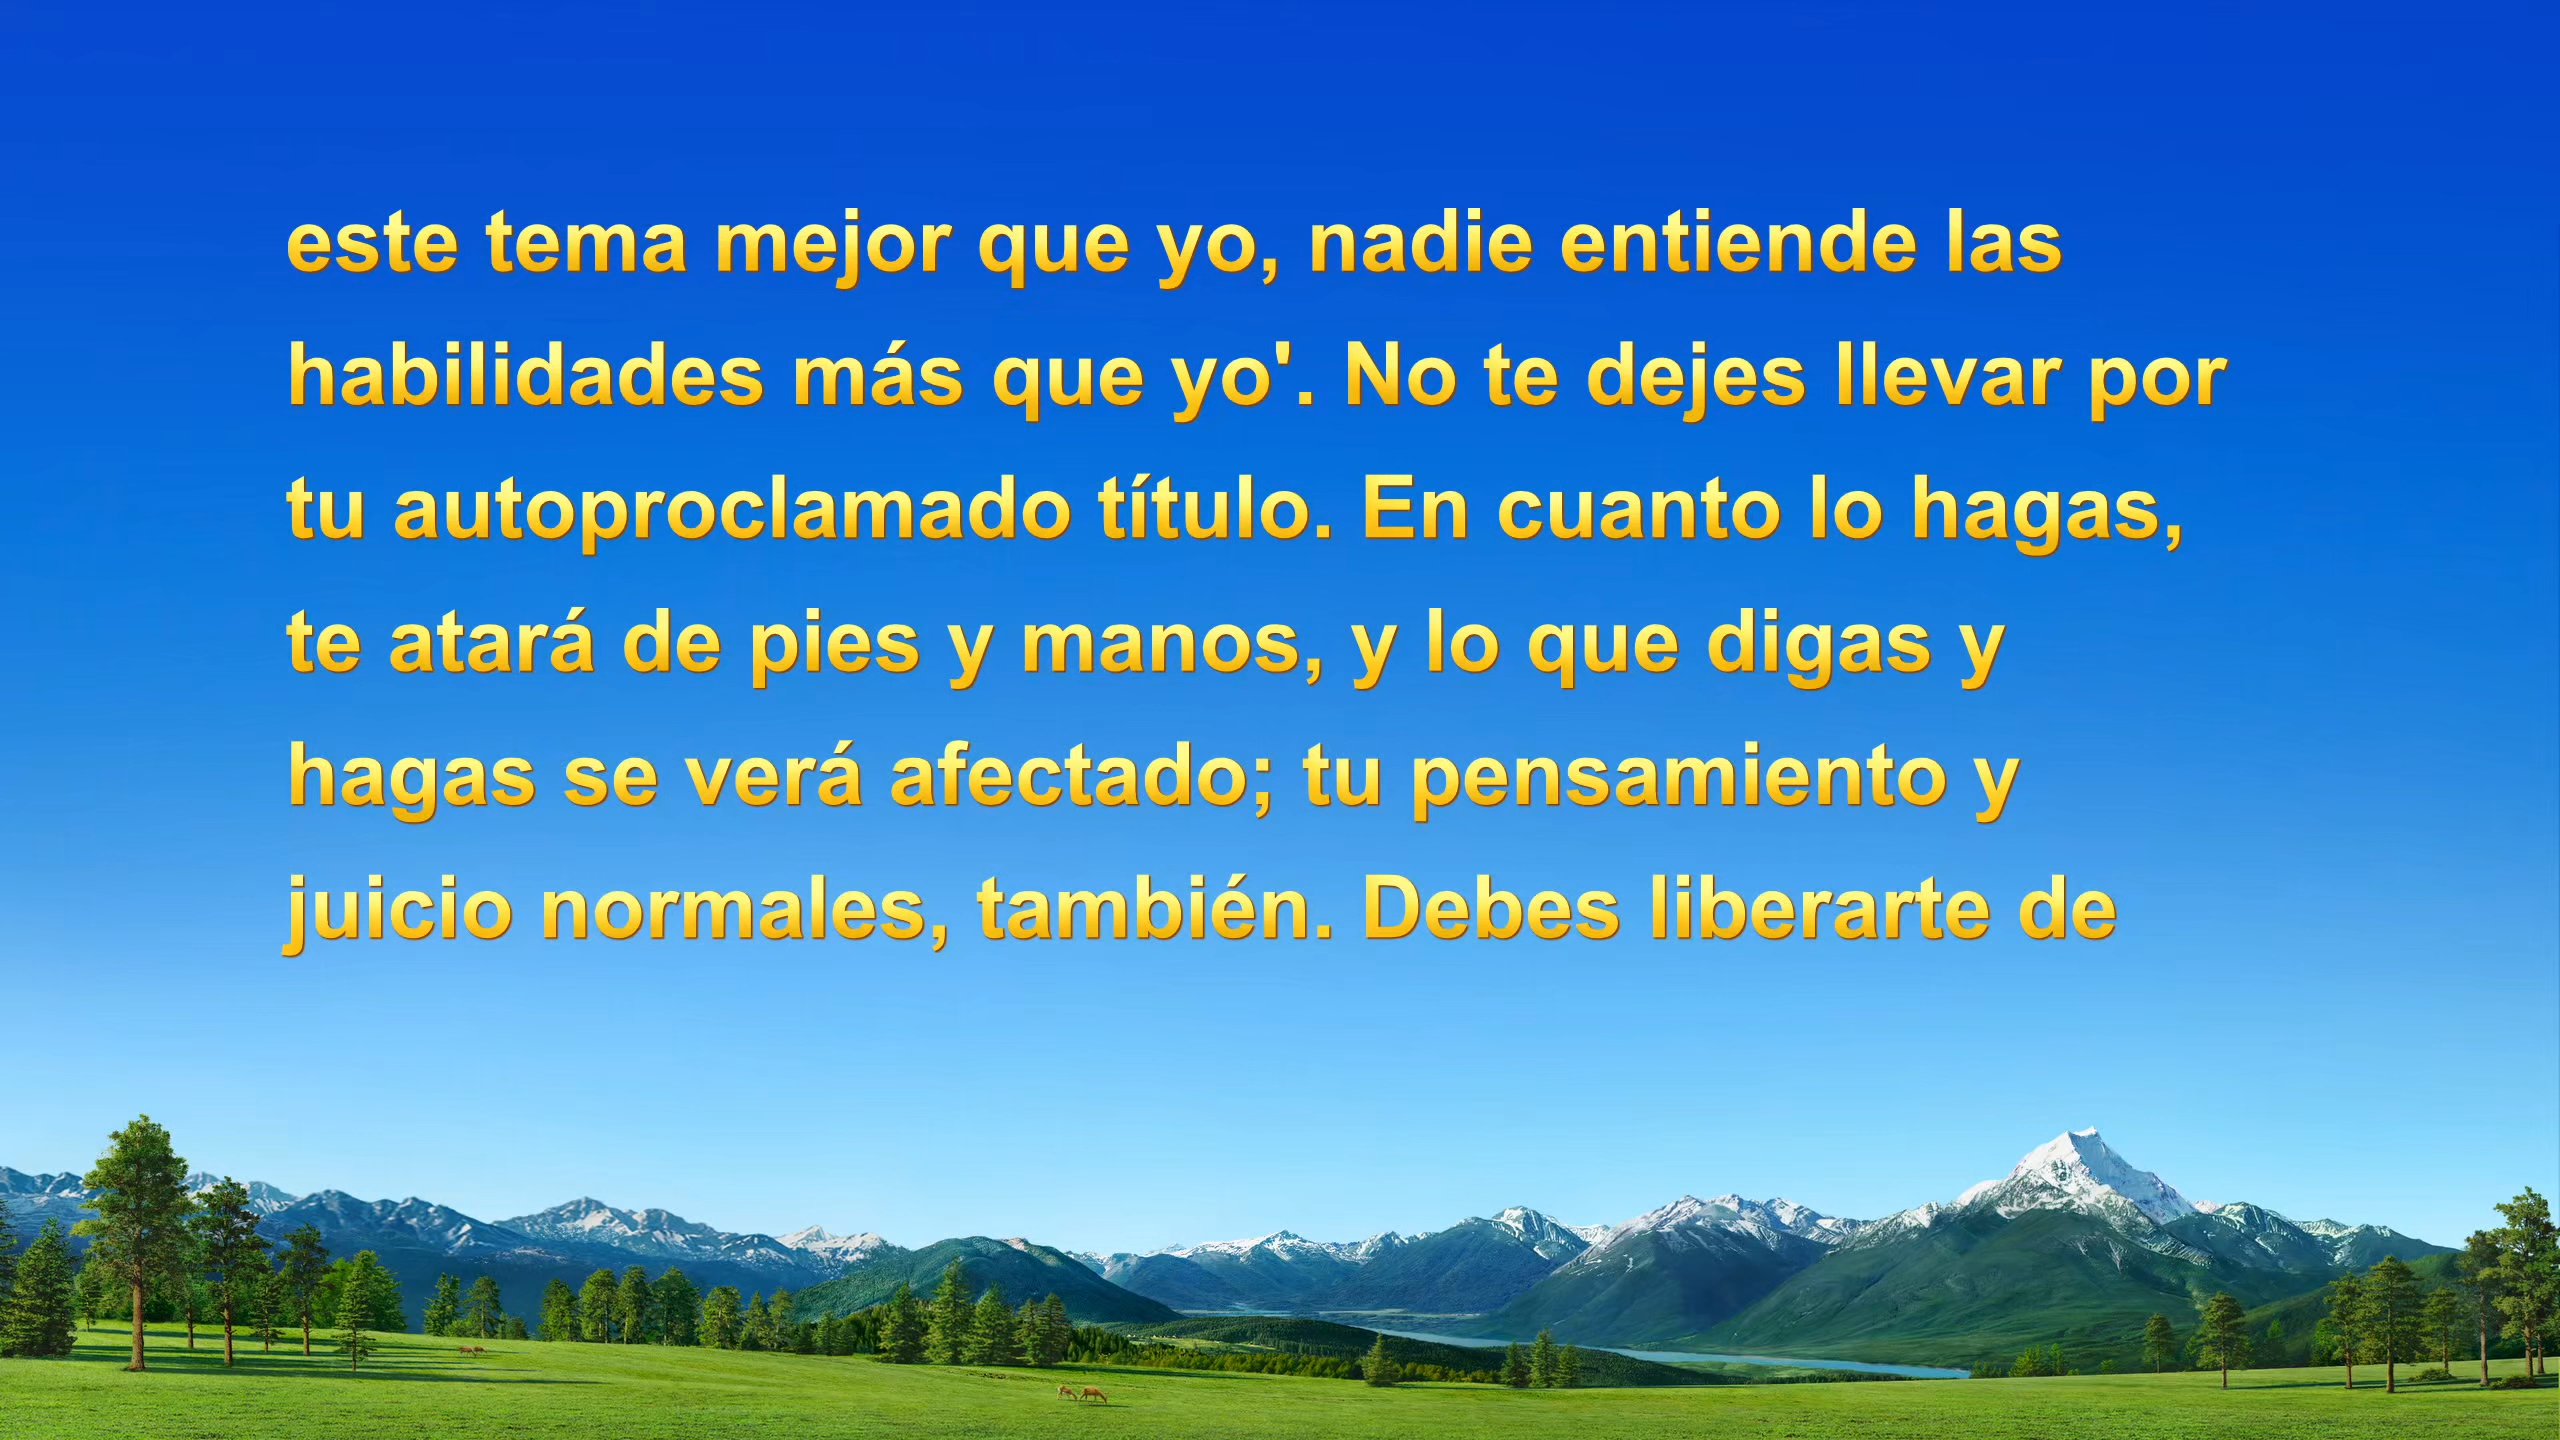 este tema mejor que yo, nadie entiende las
habilidades más que yo'. No te dejes llevar por
tu autoproclamado título. En cuanto lo hagas,
te atará de pies y manos, y lo que digas y
hagas se verá afectado; tu pensamiento y
juicio normales, también. Debes liberarte de